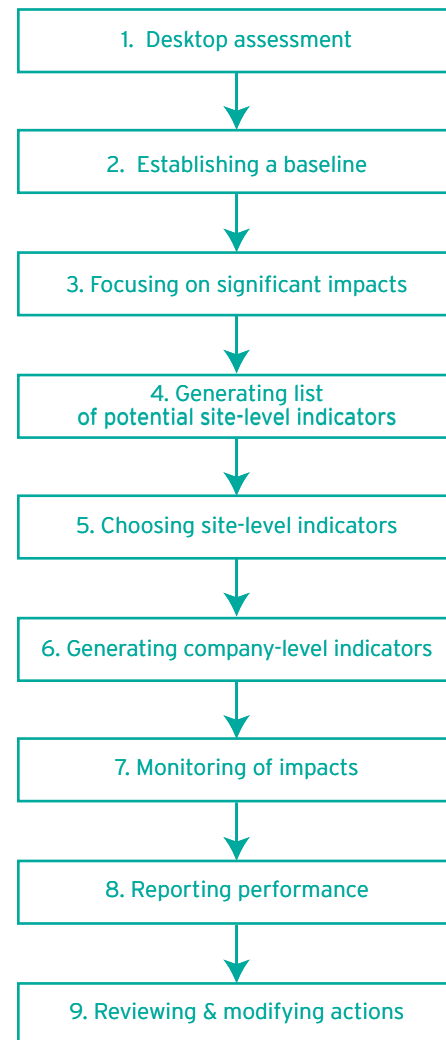 1. Desktop assessment
2. Establishing a baseline
3. Focusing on significant impacts
4. Generating list
of potential site-level indicators
5. Choosing site-level indicators
6. Generating company-level indicators
7. Monitoring of impacts
8. Reporting performance
9. Reviewing & modifying actions